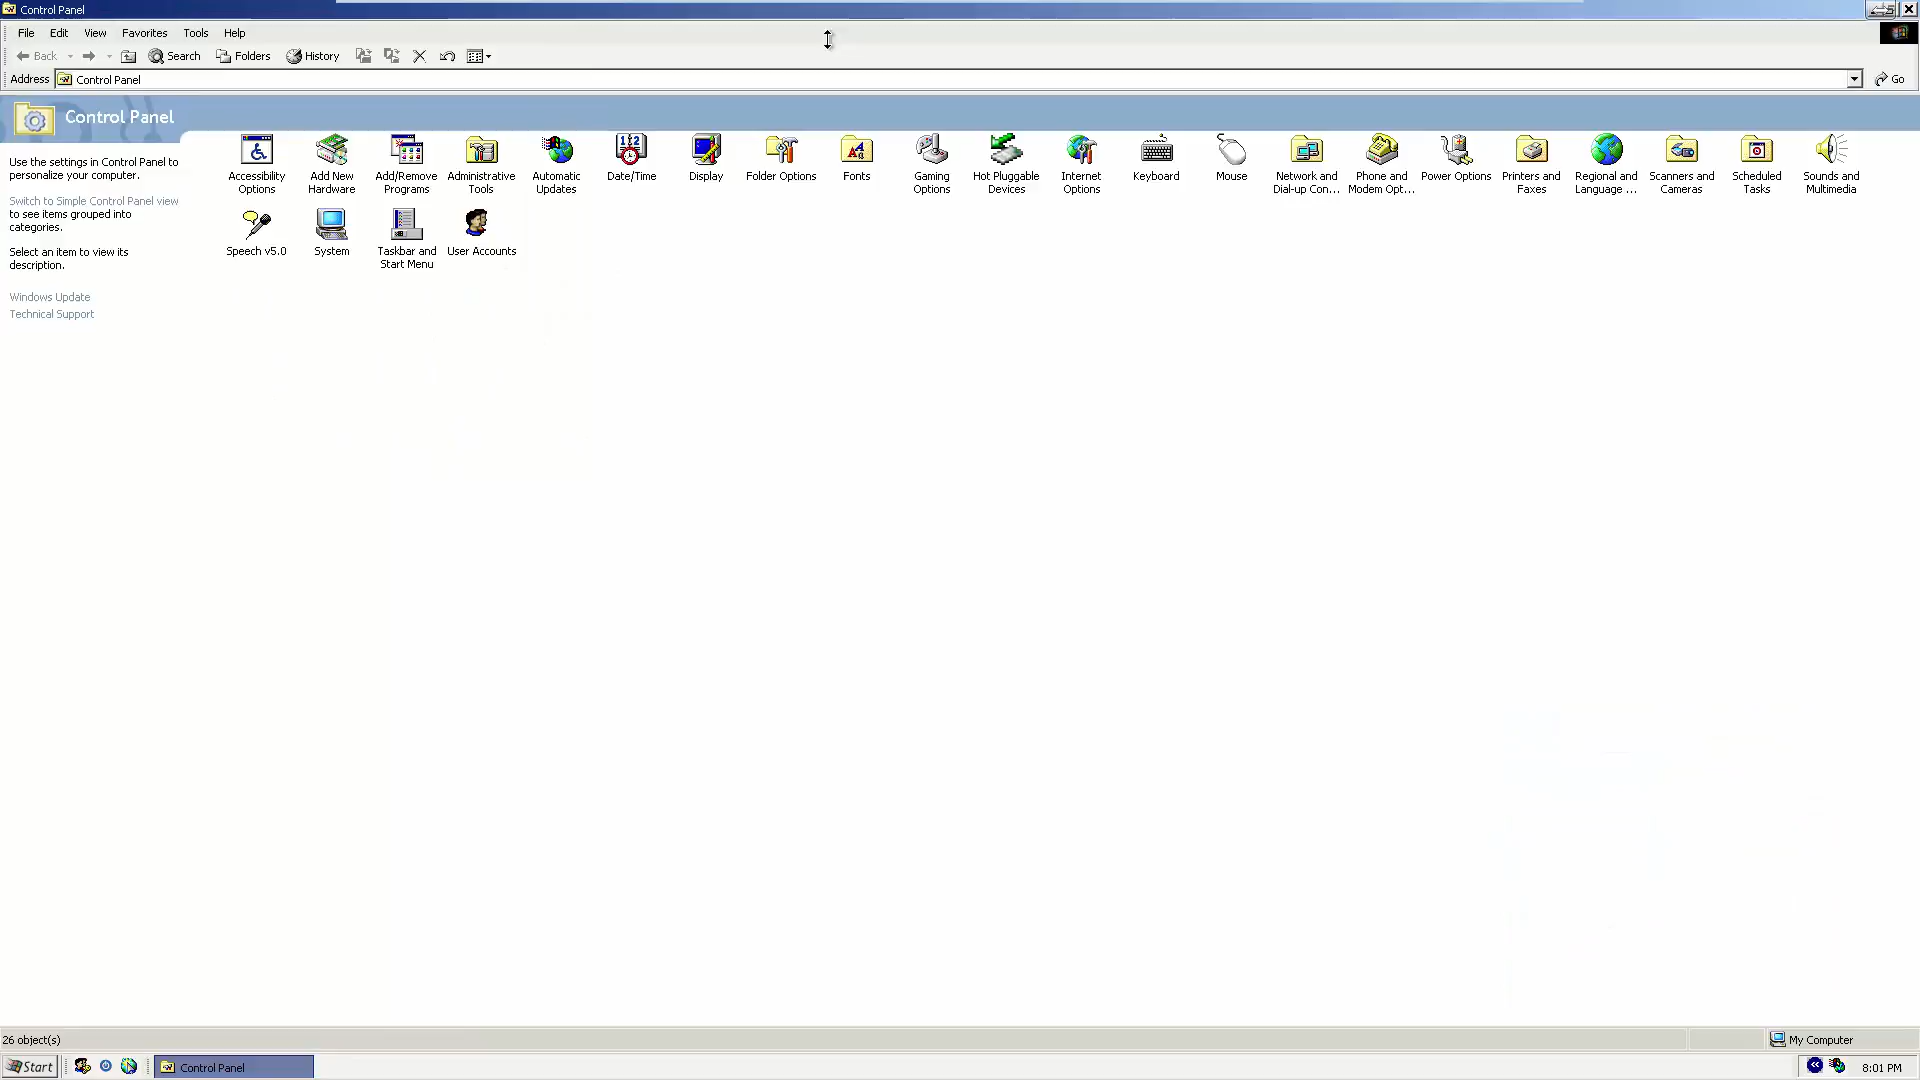 Control Panel
File Edit View Favorites Tools Help
Back Search Folders History
Address Control Panel Go
Control Panel
Use the settings in Control Panel to
personalize your computer.
Switch to Simple Control Panel view
to see items grouped into
categories.
Select an item to view its
description.
Windows Update
Technical Support
Accessibility
Options
Add New
Hardware
Add/Remove
Programs
Administrative
Tools
Automatic
Updates
Date/Time
Display
Folder Options
Fonts
Gaming
Options
Hot Pluggable
Devices
Internet
Options
Keyboard
Mouse
Network and
Dial-up Con...
Phone and
Modem Opt...
Power Options
Printers and
Faxes
Regional and
Language ...
Scanners and
Cameras
Scheduled
Tasks
Sounds and
Multimedia
Speech v5.0
System
Taskbar and
Start Menu
User Accounts
26 object(s) My Computer
Start Control Panel 8:01 PM